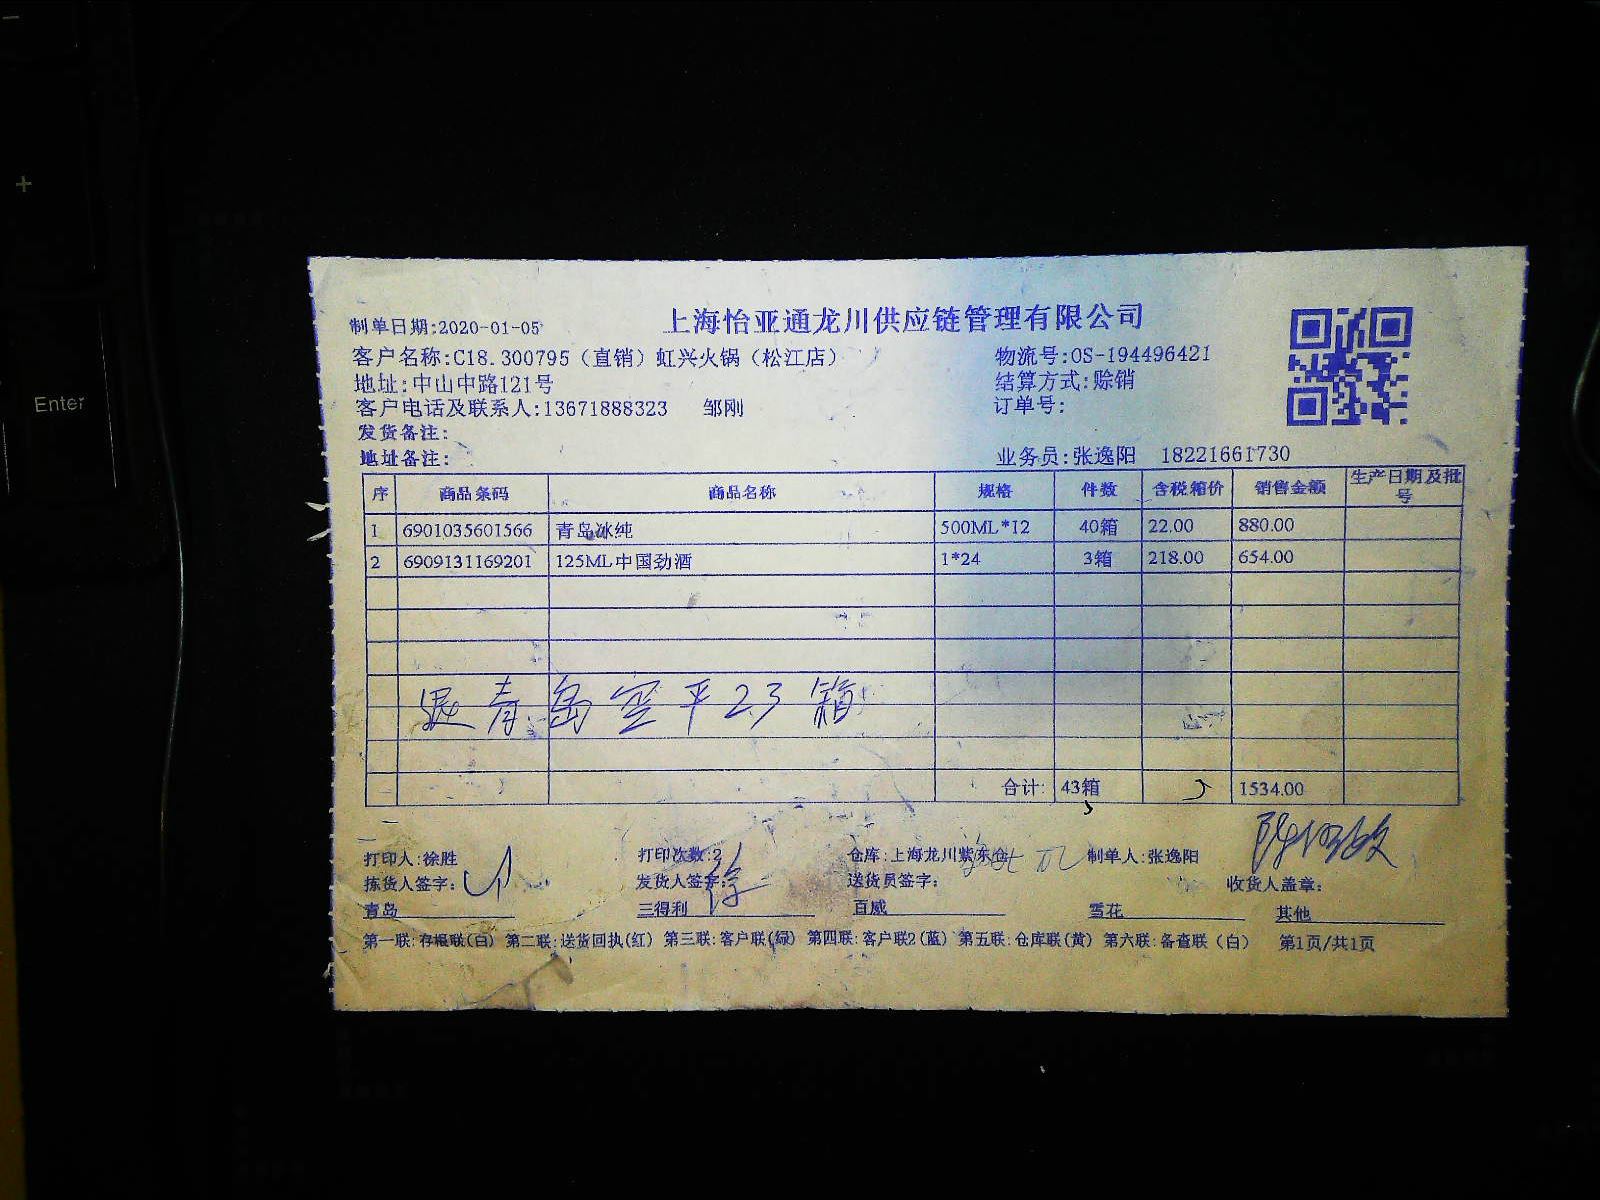 +
Enter
上海怡亚通龙川供应链管理有限公司
制单日期:2020-01-05
客户名称:C18.300795（直销）虹兴火锅（松江店） 物流号:OS-194496421
地址:中山中路121号 结算方式:赊销
客户电话及联系人:13671888323 邹刚 订单号:
发货备注:
地址备注: 业务员:张逸阳 18221661730
序 商品条码 商品名称 规格 件数 含税箱价 销售金额 生产日期及批号
1 6901035601566 青岛冰纯 500ML*12 40箱 22.00 880.00
2 6909131169201 125ML中国劲酒 1*24 3箱 218.00 654.00
退青岛空平23箱
合计: 43箱 1534.00
打印人:徐胜 打印次数:2 仓库:上海龙川紫东仓 制单人:张逸阳
拣货人签字: 发货人签字: 送货员签字: 收货人盖章:
青岛 三得利 百威 雪花 其他
第一联:存根联(白) 第二联:送货回执(红) 第三联:客户联(绿) 第四联:客户联2(蓝) 第五联:仓库联(黄) 第六联:备查联（白） 第1页/共1页